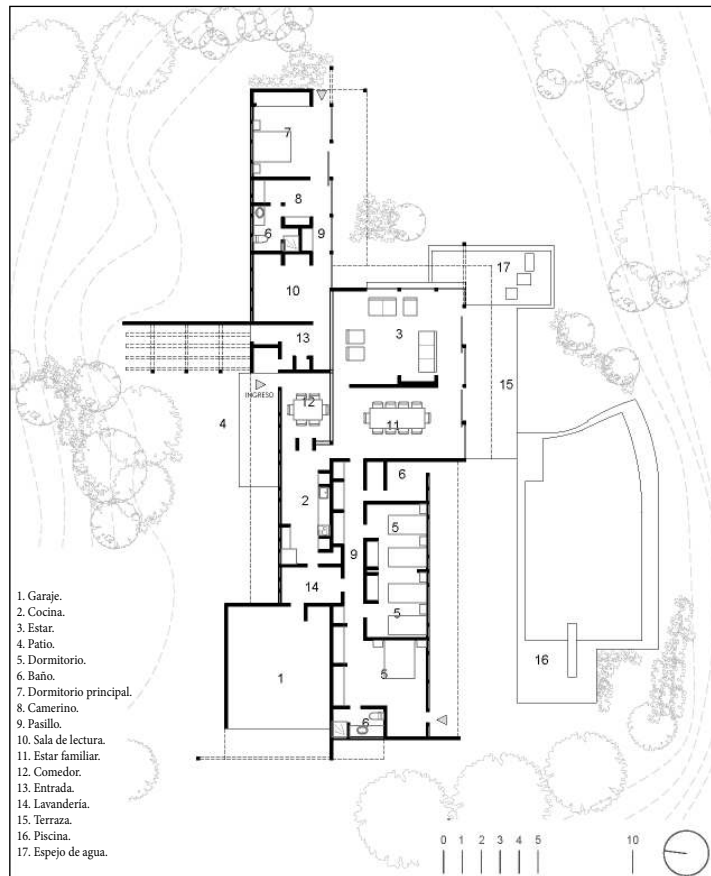 7
8
6
9
10
17
13
3
INGRESO
4
12
15
11
6
2
5
9
14
5
1
5
16
6
1. Garaje.
2. Cocina.
3. Estar.
4. Patio.
5. Dormitorio.
6. Baño.
7. Dormitorio principal.
8. Camerino.
9. Pasillo.
10. Sala de lectura.
11. Estar familiar.
12. Comedor.
13. Entrada.
14. Lavandería.
15. Terraza.
16. Piscina.
17. Espejo de agua.
0 1 2 3 4 5 10